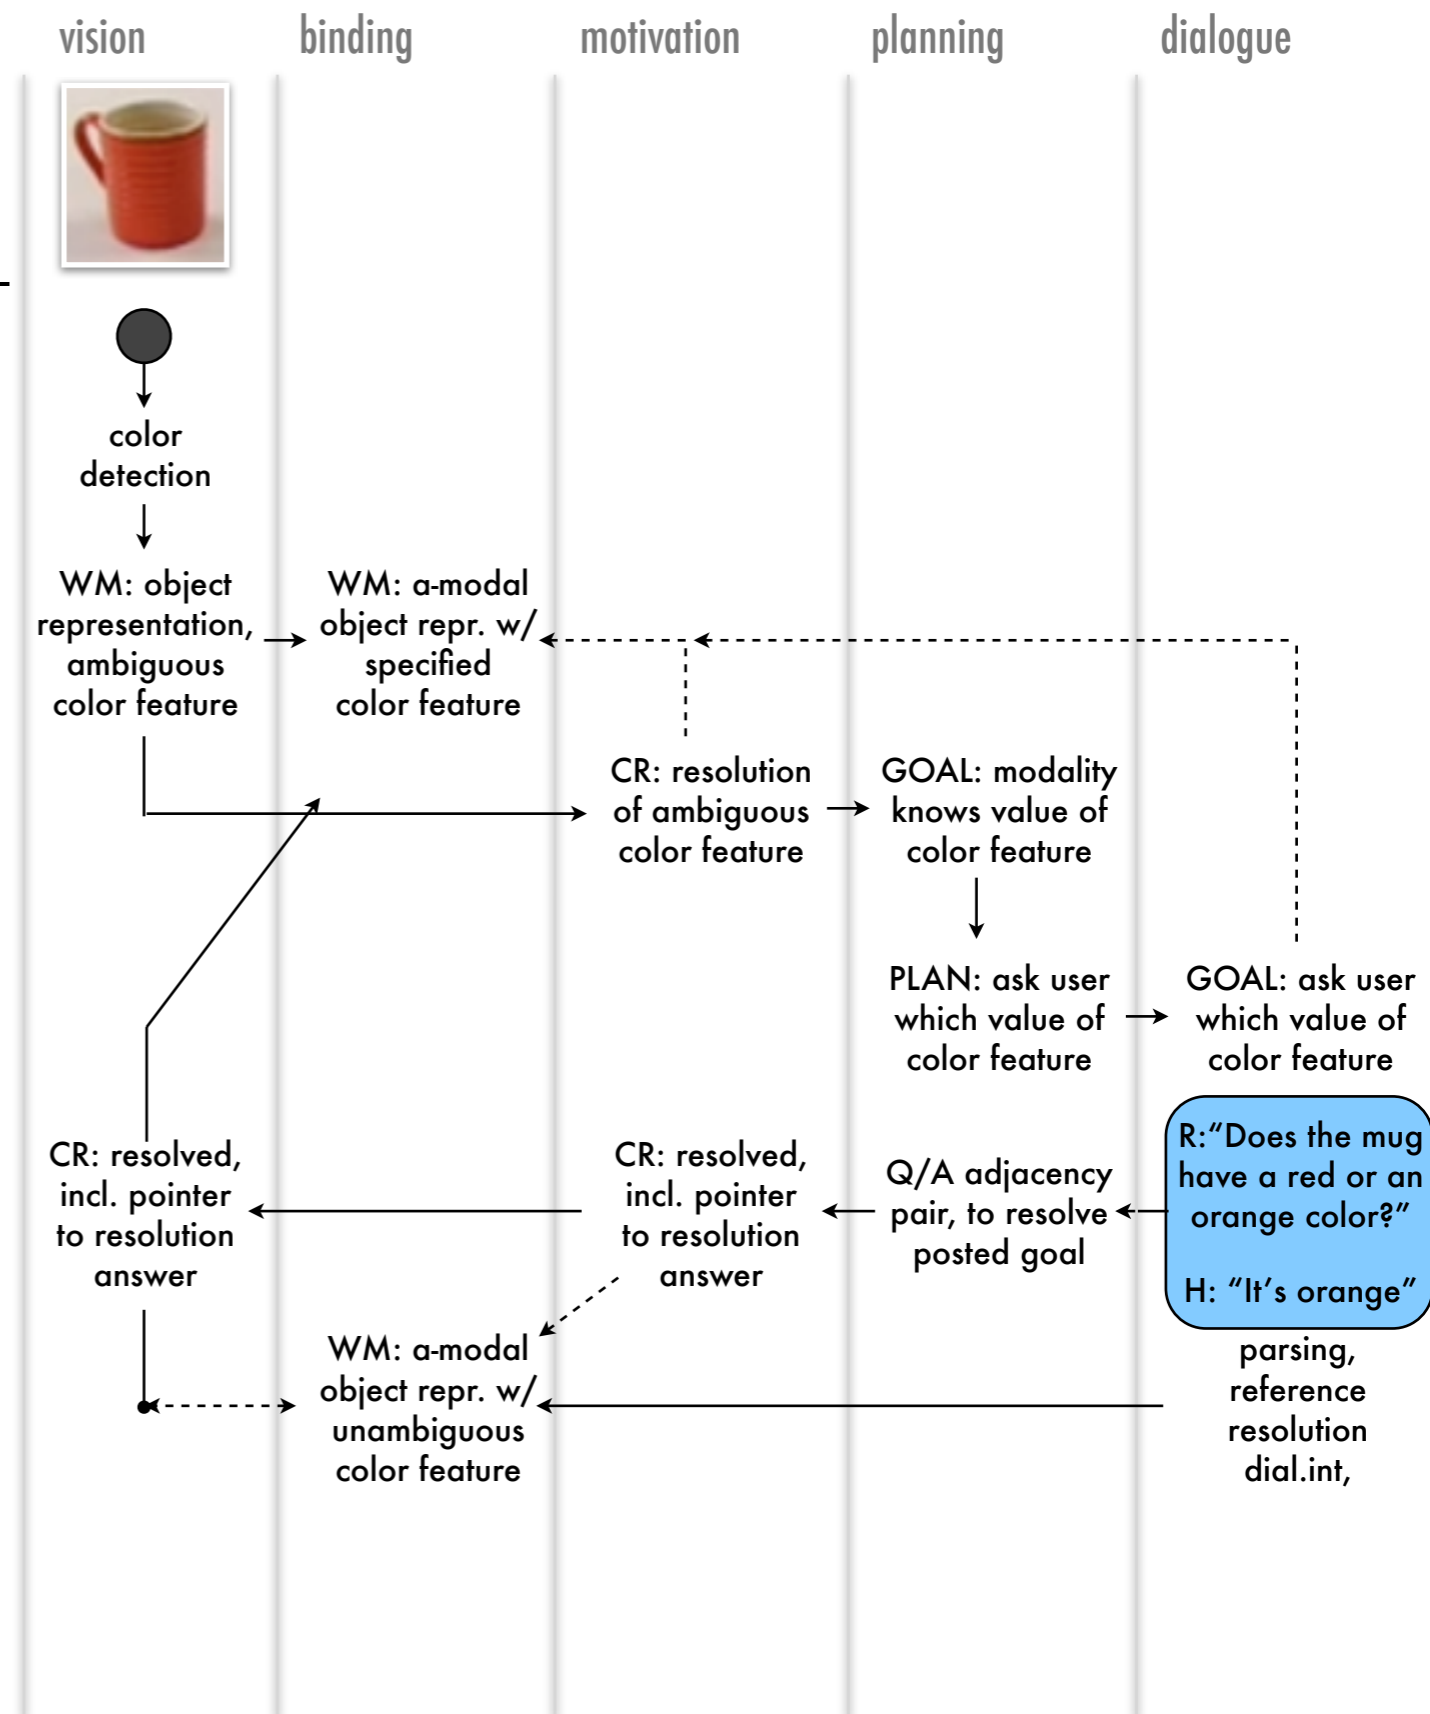 vision
binding
motivation
planning
dialogue
color
detection
WM: object
representation,
ambiguous
color feature
WM: a-modal
object repr. w/
specified
color feature
CR: resolution
of ambiguous
color feature
GOAL: modality
knows value of
color feature
PLAN: ask user
which value of
color feature
GOAL: ask user
which value of
color feature
R:“Does the mug
have a red or an
orange color?”
H: “It’s orange”
Q/A adjacency
pair, to resolve
posted goal
CR: resolved,
incl. pointer
to resolution
answer
CR: resolved,
incl. pointer
to resolution
answer
WM: a-modal
object repr. w/
unambiguous
color feature
parsing,
reference
resolution
dial.int,